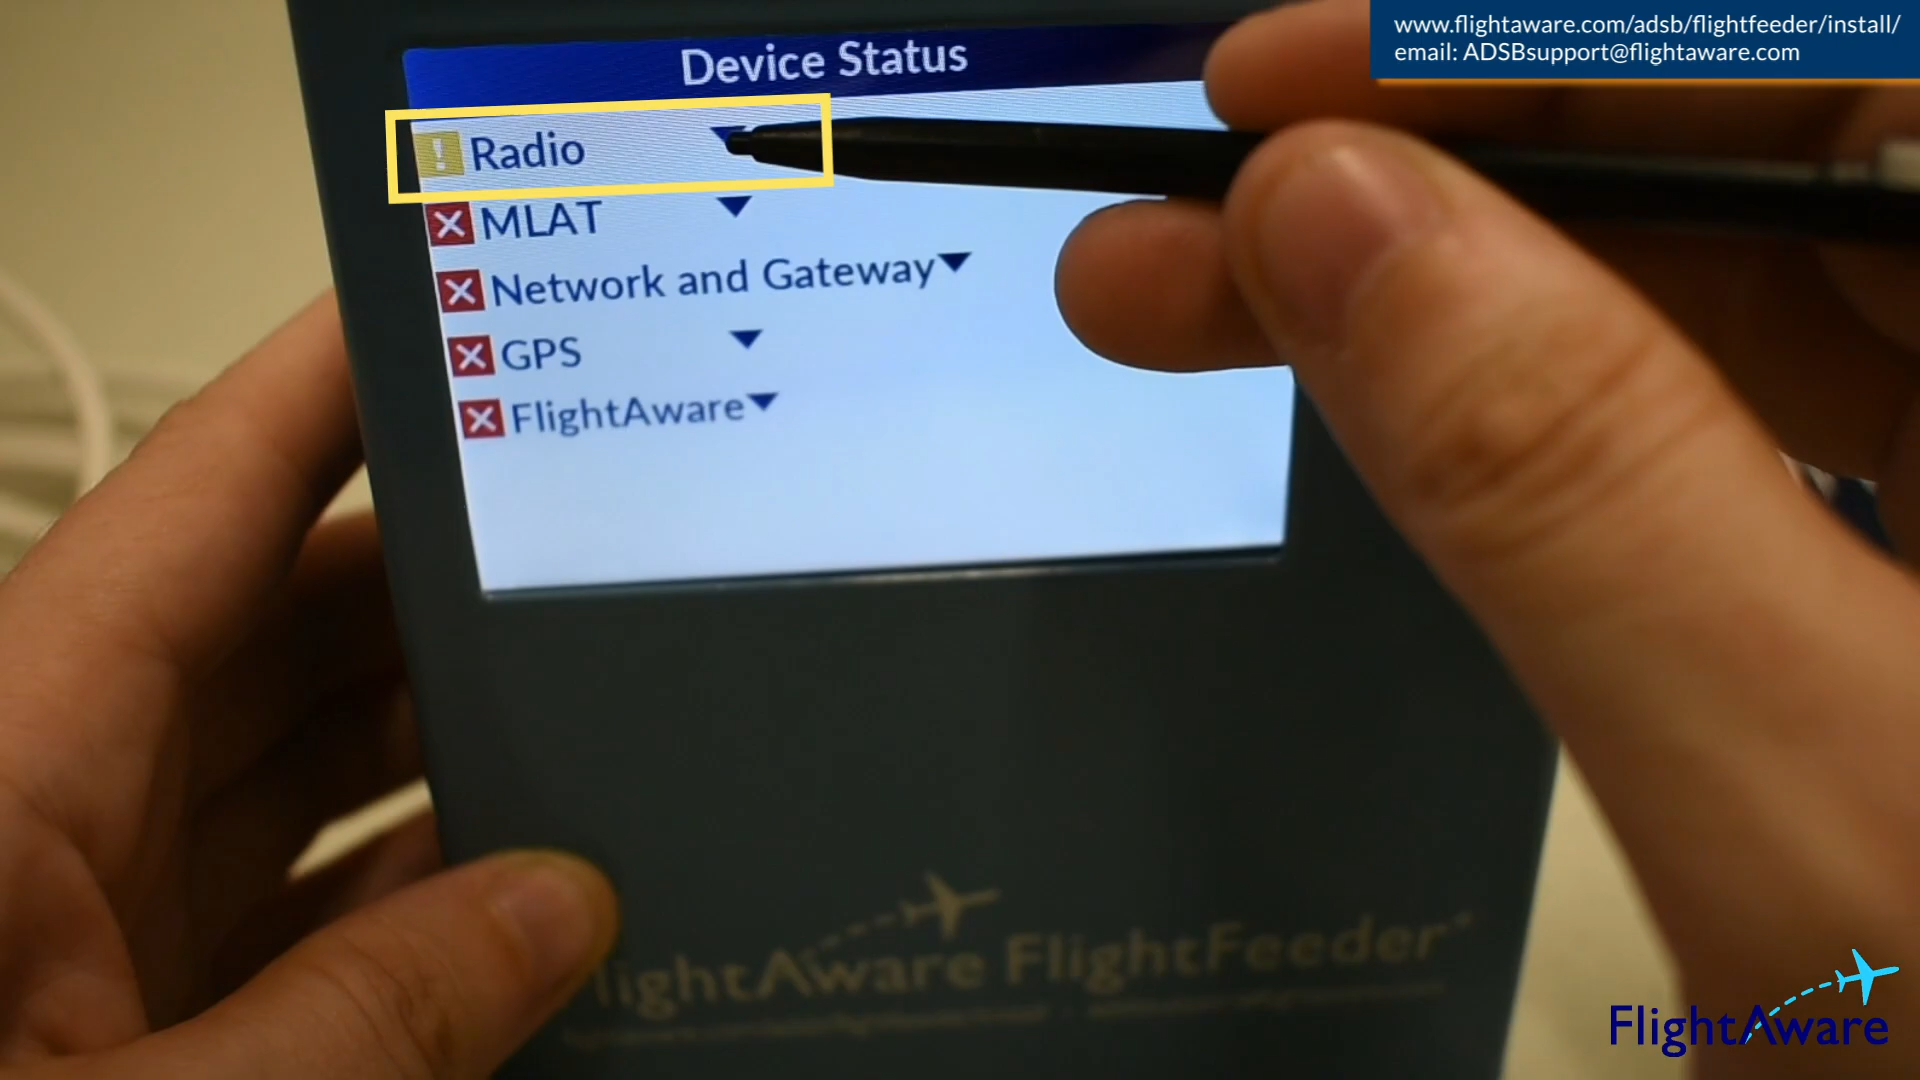 www.flightaware.com/adsb/flightfeeder/install/
email: ADSBsupport@flightaware.com
Device Status
! Radio
MLAT
Network and Gateway
GPS
FlightAware
FlightAware FlightFeeder
FlightAware